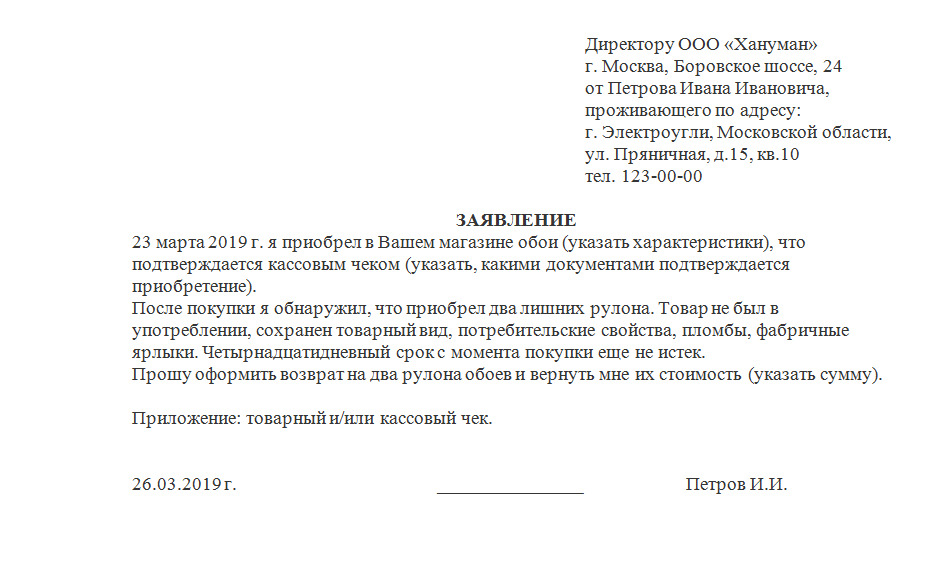 Директору ООО «Хануман»
г. Москва, Боровское шоссе, 24
от Петрова Ивана Ивановича,
проживающего по адресу:
г. Электроугли, Московской области,
ул. Пряничная, д.15, кв.10
тел. 123-00-00
ЗАЯВЛЕНИЕ
23 марта 2019 г. я приобрел в Вашем магазине обои (указать характеристики), что
подтверждается кассовым чеком (указать, какими документами подтверждается
приобретение).
После покупки я обнаружил, что приобрел два лишних рулона. Товар не был в
употреблении, сохранен товарный вид, потребительские свойства, пломбы, фабричные
ярлыки. Четырнадцатидневный срок с момента покупки еще не истек.
Прошу оформить возврат на два рулона обоев и вернуть мне их стоимость (указать сумму).
Приложение: товарный и/или кассовый чек.
26.03.2019 г. ________________ Петров И.И.